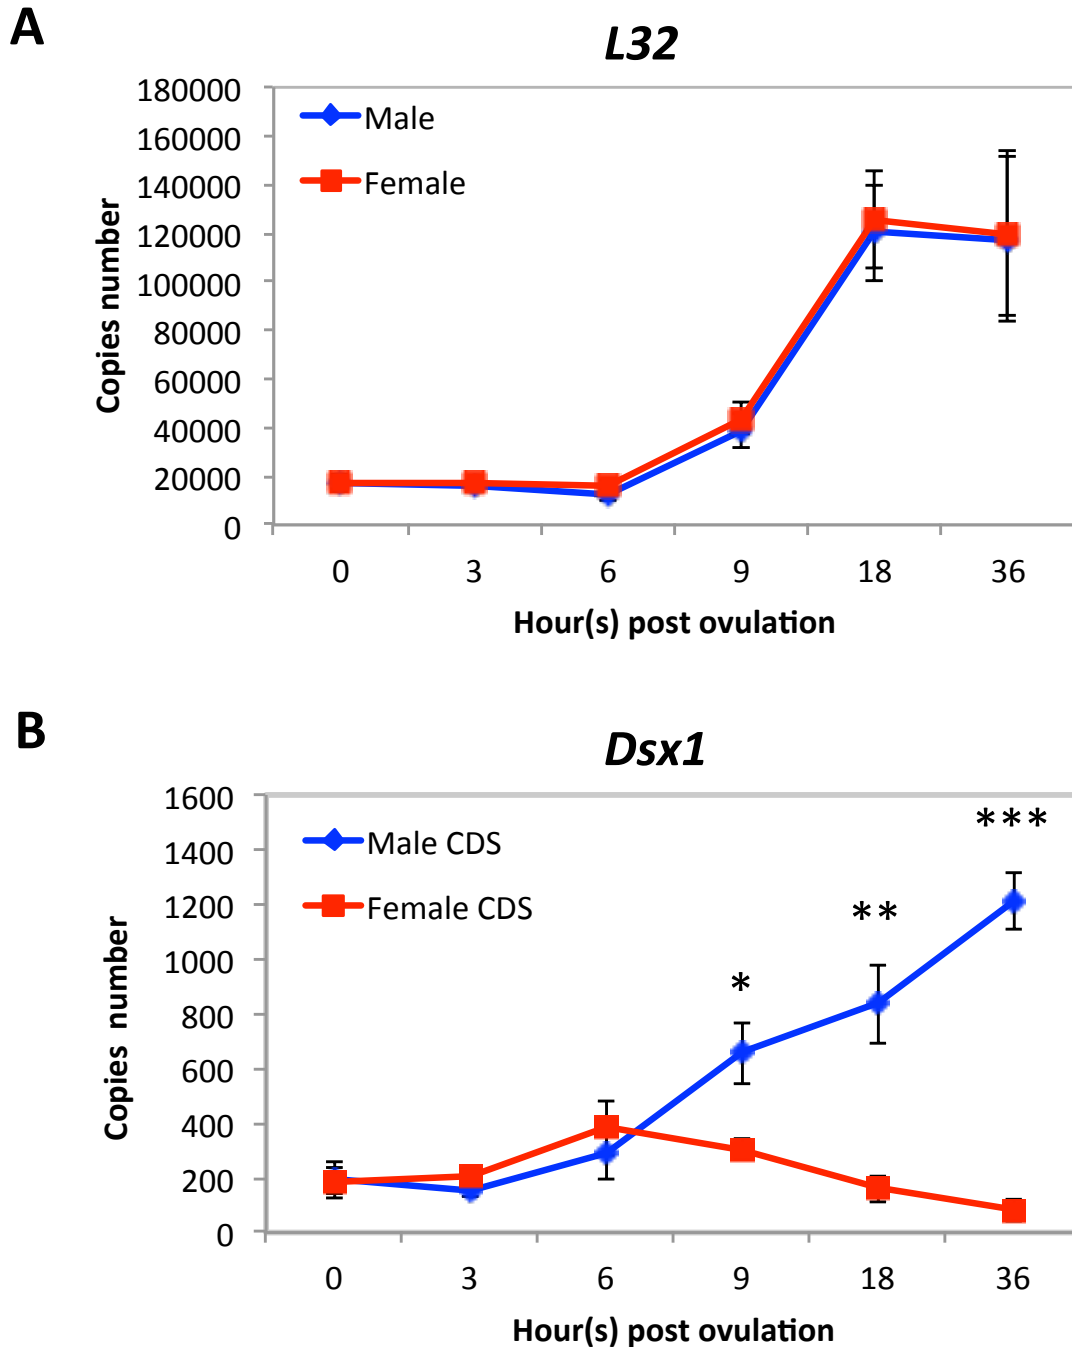 A
L32
180000
160000
140000
120000
100000
80000
60000
40000
20000
0
Copies number
Male
Female
0 3 6 9 18 36
Hour(s) post ovulation
B
Dsx1
1600
1400
1200
1000
800
600
400
200
0
Copies number
Male CDS
Female CDS
*
**
***
0 3 6 9 18 36
Hour(s) post ovulation